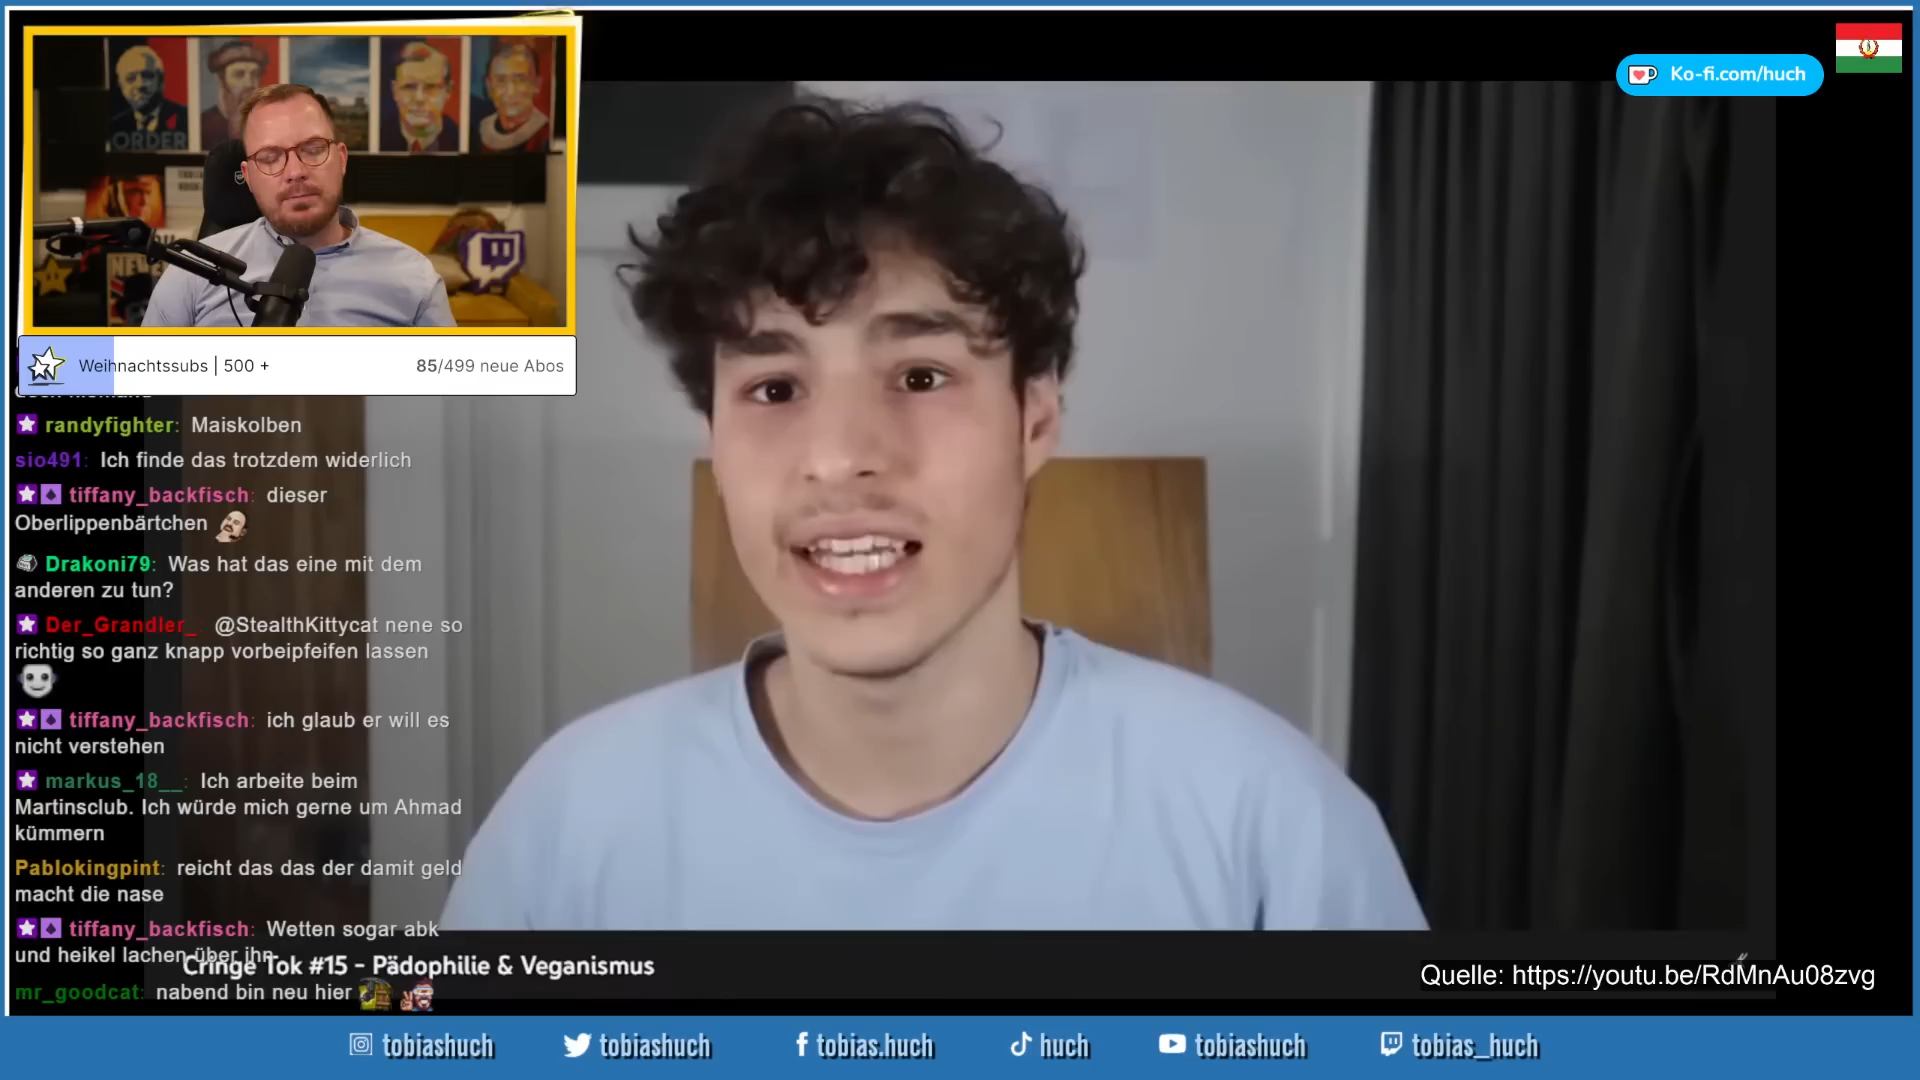 ORDER
Ko-fi.com/huch
Weihnachtssubs | 500 +
85/499 neue Abos
randyfighter: Maiskolben
sio491: Ich finde das trotzdem widerlich
tiffany_backfisch: dieser
Oberlippenbärtchen
Drakoni79: Was hat das eine mit dem
anderen zu tun?
Der_Grandler_: @StealthKittycat nene so
richtig so ganz knapp vorbeipfeifen lassen
tiffany_backfisch: ich glaub er will es
nicht verstehen
markus_18__: Ich arbeite beim
Martinsclub. Ich würde mich gerne um Ahmad
kümmern
Pablokingpint: reicht das das der damit geld
macht die nase
tiffany_backfisch: Wetten sogar abk
und heikel lachen über ihn
Cringe Tok #15 - Pädophilie & Veganismus
mr_goodcat: nabend bin neu hier
Quelle: https://youtu.be/RdMnAu08zvg
tobiashuch
tobiashuch
tobias.huch
huch
tobiashuch
tobias_huch